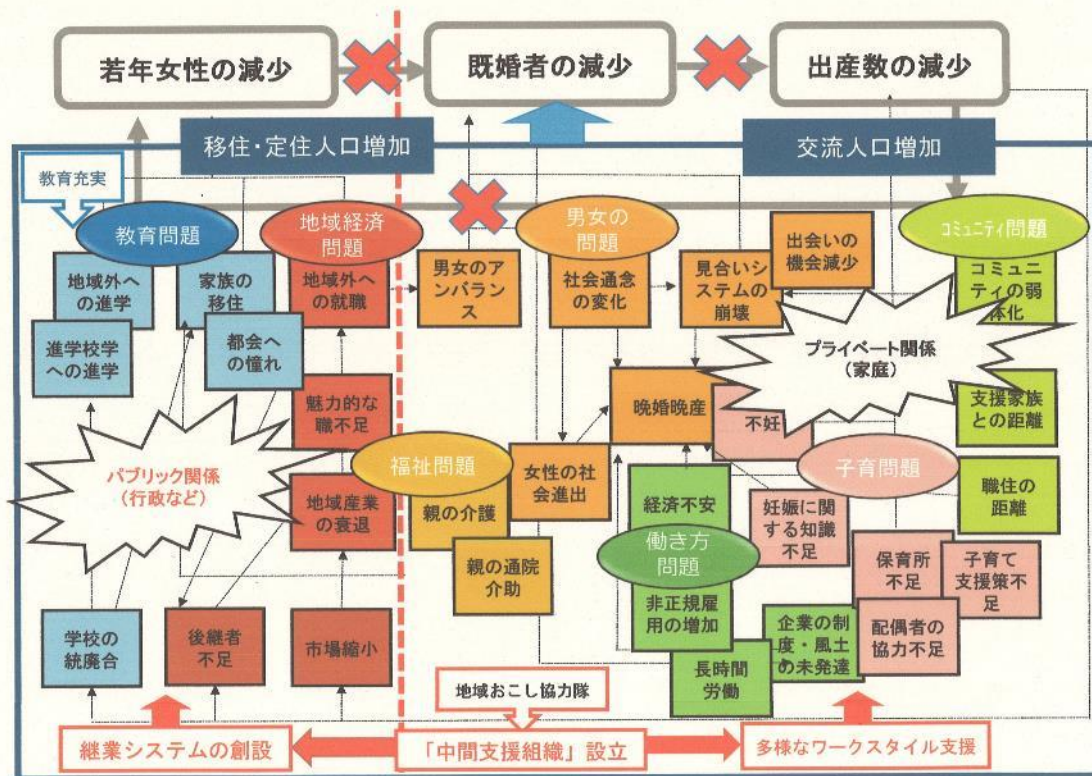 若年女性の減少
既婚者の減少
出産数の減少
移住・定住人口増加
交流人口増加
教育充実
教育問題
地域経済
問題
男女の
問題
コミュニティ問題
地域外へ
の進学
家族の
移住
地域外へ
の就職
男女のア
ンバラン
ス
社会通念
の変化
見合いシ
ステムの
崩壊
出会いの
機会減少
コミュニ
ティの弱
体化
進学校学
への進学
都会へ
の憧れ
プライベート関係
(家庭)
魅力的な
職不足
晩婚晩産
不妊
支援家族
との距離
パブリック関係
(行政など)
福祉問題
女性の社
会進出
子育問題
地域産業
の衰退
親の介護
経済不安
妊娠に関
する知識
不足
職住の
距離
働き方
問題
親の通院
介助
保育所
不足
子育て
支援策不
足
学校の
統廃合
後継者
不足
市場縮小
非正規雇
用の増加
企業の制
度・風土
の未発達
配偶者の
協力不足
長時間
労働
地域おこし協力隊
継業システムの創設
「中間支援組織」設立
多様なワークスタイル支援